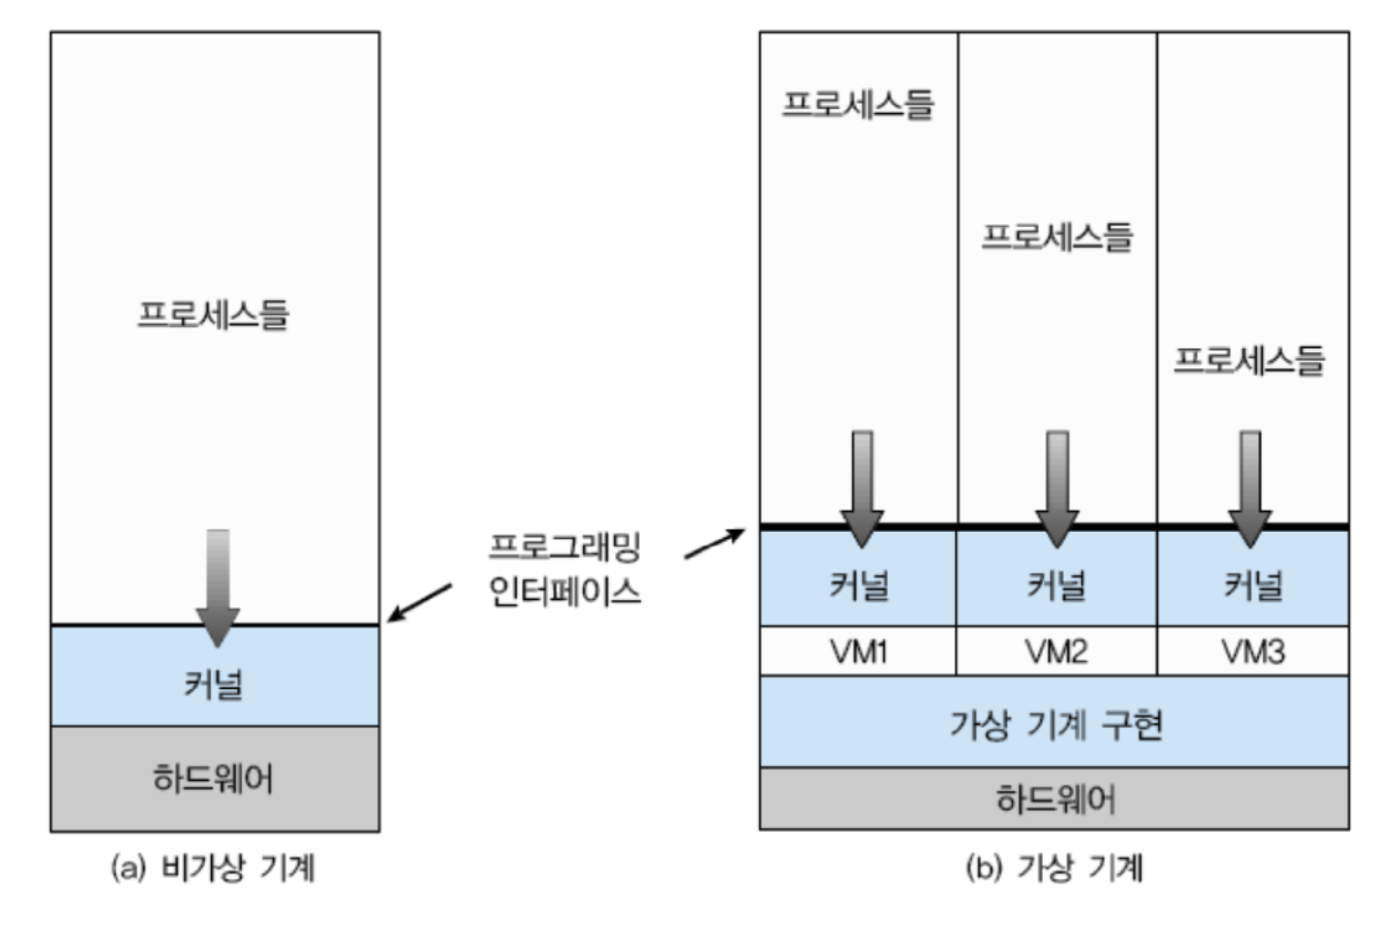 프로세스들
커널
하드웨어
(a) 비가상 기계
프로그래밍
인터페이스
프로세스들
프로세스들
프로세스들
커널 커널 커널
VM1 VM2 VM3
가상 기계 구현
하드웨어
(b) 가상 기계